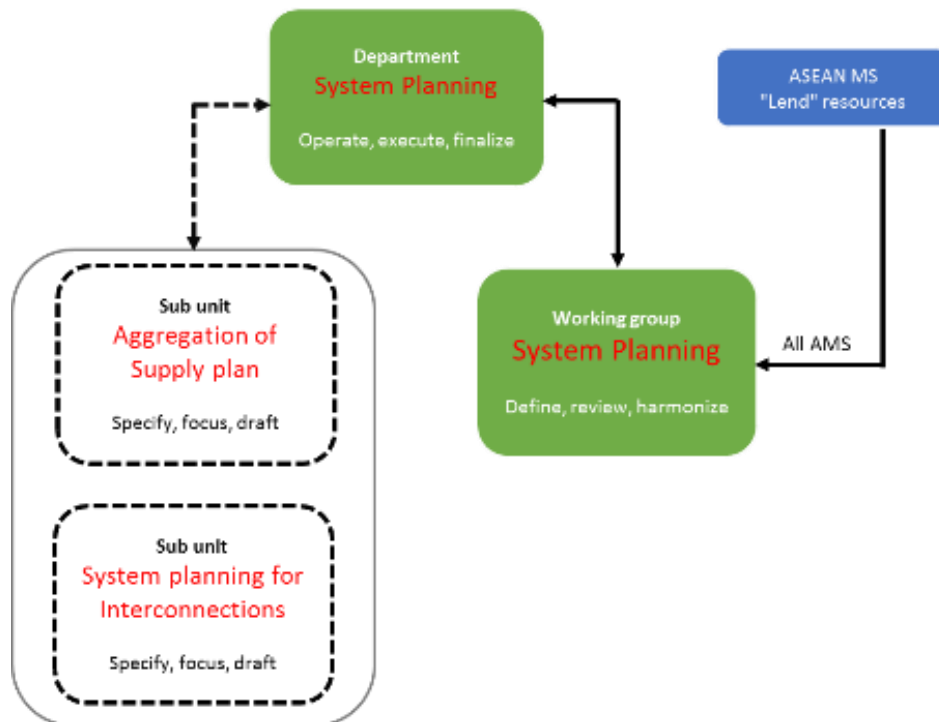 Department
System Planning
Operate, execute, finalize
ASEAN MS
"Lend" resources
Sub unit
Aggregation of
Supply plan
Specify, focus, draft
Working group
System Planning
Define, review, harmonize
All AMS
Sub unit
System planning for
Interconnections
Specify, focus, draft